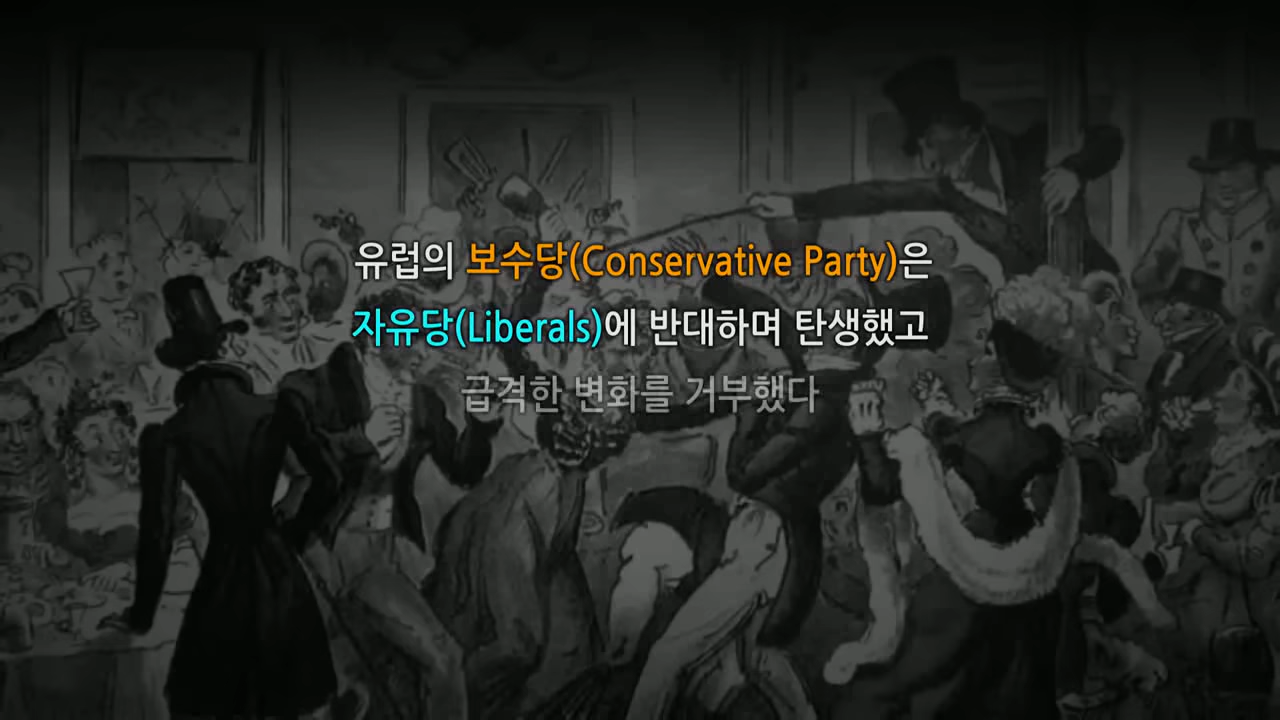 유럽의 보수당(Conservative Party)은
자유당(Liberals)에 반대하며 탄생했고
급격한 변화를 거부했다